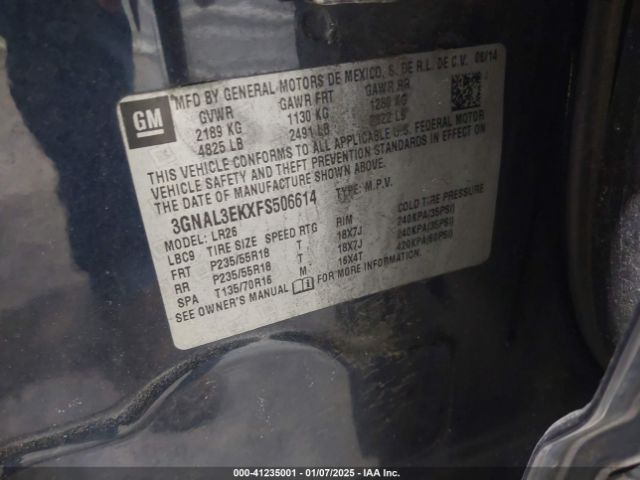 GM
MFD BY GENERAL MOTORS DE MEXICO, S. DE R.L. DE C.V. 06/14
GVWR GAWR FRT GAWR RR
2189 KG 1130 KG 1280 KG
4825 LB 2491 LB 2822 LB
THIS VEHICLE CONFORMS TO ALL APPLICABLE U.S. FEDERAL MOTOR
VEHICLE SAFETY AND THEFT PREVENTION STANDARDS IN EFFECT ON
THE DATE OF MANUFACTURE SHOWN ABOVE.
3GNAL3EKXFS506614 TYPE: M.P.V.
MODEL: LR26
LBC9 TIRE SIZE SPEED RTG RIM COLD TIRE PRESSURE
FRT P235/55R18 T 18X7J 240KPA(35PSI)
RR P235/55R18 T 18X7J 240KPA(35PSI)
SPA T135/70R16 M 16X4T 420KPA(60PSI)
SEE OWNER'S MANUAL FOR MORE INFORMATION.
000-41235001 - 01/07/2025 - IAA Inc.